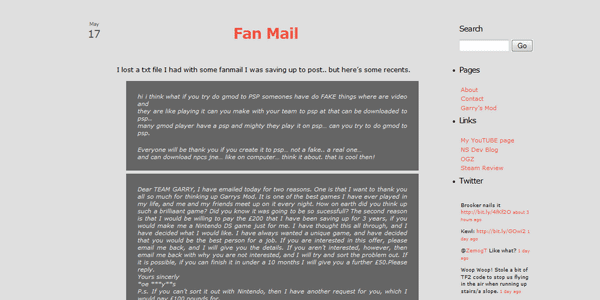 May
17
Fan Mail
I lost a txt file I had with some fanmail I was saving up to post.. but here's some recents.
hi i think what if you try do gmod to PSP someones have do FAKE things where are video
and
they are like playing it can you make with your team to psp at that can be downloaded to
psp..
many gmod player have a psp and mighty they play it on psp.. can you try to do gmod to
psp.
Everyone will be thank you if you create it to psp.. not a fake.. a real one..
and can download npcs jne.. like on computer.. think it about. that is cool then!
Dear TEAM GARRY, I have emailed today for two reasons. One is that I want to thank you
all so much for thinking up Garrys Mod. It is one of the best games I have ever played in
my life, and me and my friends meet up on it every night. How on earth did you think up
such a brilliaant game? Did you know it was going to be so sucessful? The second reason
is that I would be willing to pay the £200 that I have been saving up for 3 years, if you
would make me a Nintendo DS game just for me. I have thought this all through, and I
have decided what I would like. I have always wanted a unique game, and have decided
that you would be the best person for a job. If you are interested in this offer, please
email me back, and I will give you the details. If you aren't interested, however, then
email me back with why you are not interested, and I will try and sort the problem out. If
it is possible, if you can finish it in under a 10 months I will give you a further £50.Please
reply.
Yours sincerly
P.s. If you can't sort it out with Nintendo, then I have another request for you, which I
would pay £100 pounds for.
Search
Go
Pages
About
Contact
Garry's Mod
Links
My YouTUBE page
NS Dev Blog
OGZ
Steam Review
Twitter
Brooker nails it
about 5
hours ago
Kawi:
1
day ago
Like what? 1 day ago
Woop Woop! Stole a bit of
TF2 code to stop us flying
in the air when running up
stairs/a slope. 1 day ago